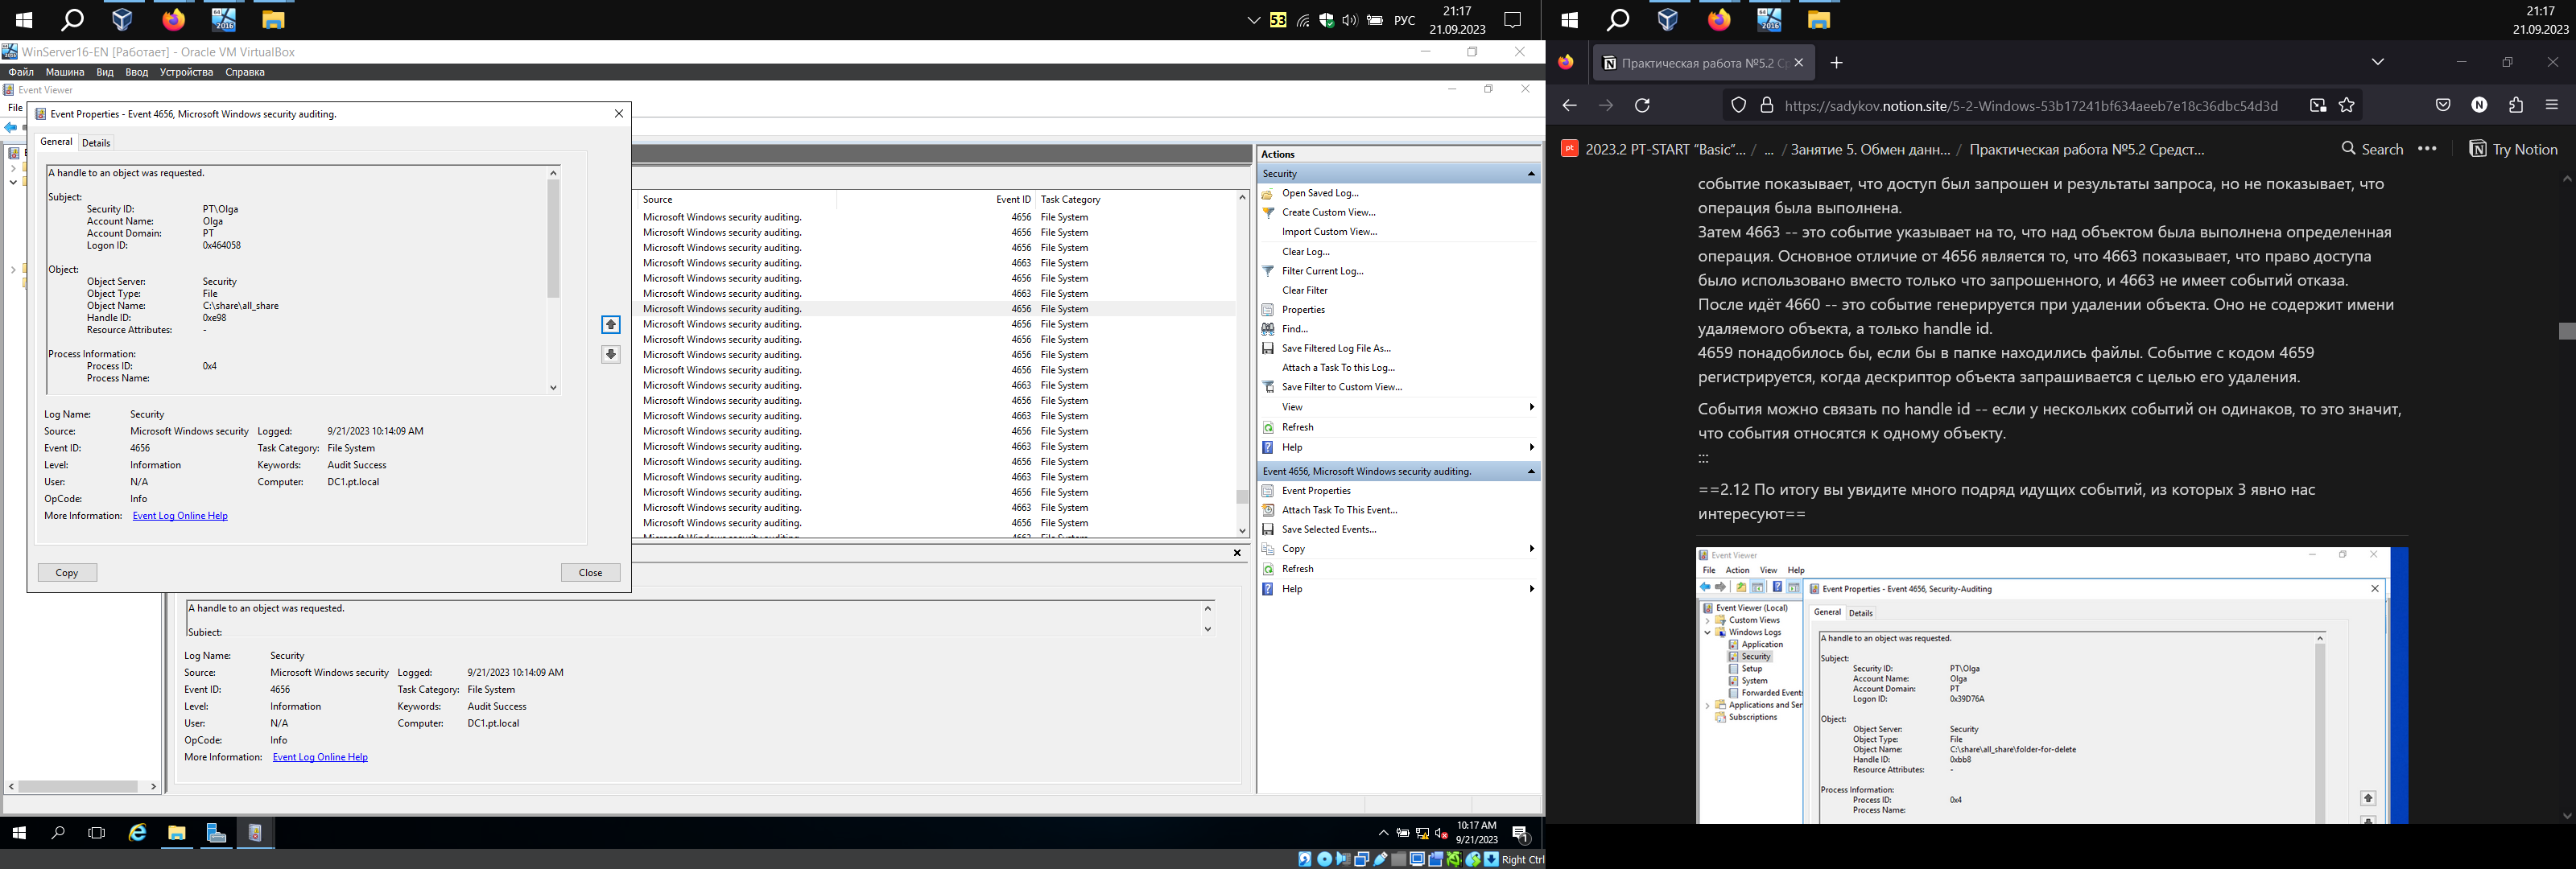 53
РУС
21:17
21.09.2023
WinServer16-EN [Работает] - Oracle VM VirtualBox
Файл Машина Вид Ввод Устройства Справка
Event Viewer
File
Event Properties - Event 4656, Microsoft Windows security auditing.
General Details
A handle to an object was requested.
Subject:
Security ID: PT\Olga
Account Name: Olga
Account Domain: PT
Logon ID: 0x464058
Object:
Object Server: Security
Object Type: File
Object Name: C:\share\all_share
Handle ID: 0xe98
Resource Attributes: -
Process Information:
Process ID: 0x4
Process Name:
Log Name: Security
Source: Microsoft Windows security Logged: 9/21/2023 10:14:09 AM
Event ID: 4656 Task Category: File System
Level: Information Keywords: Audit Success
User: N/A Computer: DC1.pt.local
OpCode: Info
More Information: Event Log Online Help
Copy Close
Source Event ID Task Category
Microsoft Windows security auditing. 4656 File System
Microsoft Windows security auditing. 4656 File System
Microsoft Windows security auditing. 4656 File System
Microsoft Windows security auditing. 4663 File System
Microsoft Windows security auditing. 4656 File System
Microsoft Windows security auditing. 4663 File System
Microsoft Windows security auditing. 4656 File System
Microsoft Windows security auditing. 4656 File System
Microsoft Windows security auditing. 4656 File System
Microsoft Windows security auditing. 4656 File System
Microsoft Windows security auditing. 4656 File System
Microsoft Windows security auditing. 4663 File System
Microsoft Windows security auditing. 4656 File System
Microsoft Windows security auditing. 4663 File System
Microsoft Windows security auditing. 4656 File System
Microsoft Windows security auditing. 4663 File System
Microsoft Windows security auditing. 4656 File System
Microsoft Windows security auditing. 4663 File System
Microsoft Windows security auditing. 4656 File System
Microsoft Windows security auditing. 4663 File System
Microsoft Windows security auditing. 4656 File System
Microsoft Windows security auditing. 4663 File System
A handle to an object was requested.
Subject:
Log Name: Security
Source: Microsoft Windows security Logged: 9/21/2023 10:14:09 AM
Event ID: 4656 Task Category: File System
Level: Information Keywords: Audit Success
User: N/A Computer: DC1.pt.local
OpCode: Info
More Information: Event Log Online Help
Actions
Security
Open Saved Log...
Create Custom View...
Import Custom View...
Clear Log...
Filter Current Log...
Clear Filter
Properties
Find...
Save Filtered Log File As...
Attach a Task To this Log...
Save Filter to Custom View...
View
Refresh
Help
Event 4656, Microsoft Windows security auditing.
Event Properties
Attach Task To This Event...
Save Selected Events...
Copy
Refresh
Help
10:17 AM
9/21/2023
1
Right Ctrl
21:17
21.09.2023
Практическая работа №5.2 Ср
https://sadykov.notion.site/5-2-Windows-53b17241bf634aeeb7e18c36dbc54d3d
pt 2023.2 PT-START “Basic”... / ... / Занятие 5. Обмен данн... / Практическая работа №5.2 Средст... Search ••• Try Notion
событие показывает, что доступ был запрошен и результаты запроса, но не показывает, что
операция была выполнена.
Затем 4663 -- это событие указывает на то, что над объектом была выполнена определенная
операция. Основное отличие от 4656 является то, что 4663 показывает, что право доступа
было использовано вместо только что запрошенного, и 4663 не имеет событий отказа.
После идёт 4660 -- это событие генерируется при удалении объекта. Оно не содержит имени
удаляемого объекта, а только handle id.
4659 понадобилось бы, если бы в папке находились файлы. Событие с кодом 4659
регистрируется, когда дескриптор объекта запрашивается с целью его удаления.
События можно связать по handle id -- если у нескольких событий он одинаков, то это значит,
что события относятся к одному объекту.
:::
==2.12 По итогу вы увидите много подряд идущих событий, из которых 3 явно нас
интересуют==
Event Viewer
File Action View Help
Event Viewer (Local)
Custom Views
Windows Logs
Application
Security
Setup
System
Forwarded Event
Applications and Ser
Subscriptions
Event Properties - Event 4656, Security-Auditing
General Details
A handle to an object was requested.
Subject:
Security ID: PT\Olga
Account Name: Olga
Account Domain: PT
Logon ID: 0x39D76A
Object:
Object Server: Security
Object Type: File
Object Name: C:\share\all_share\folder-for-delete
Handle ID: 0xbb8
Resource Attributes: -
Process Information:
Process ID: 0x4
Process Name: